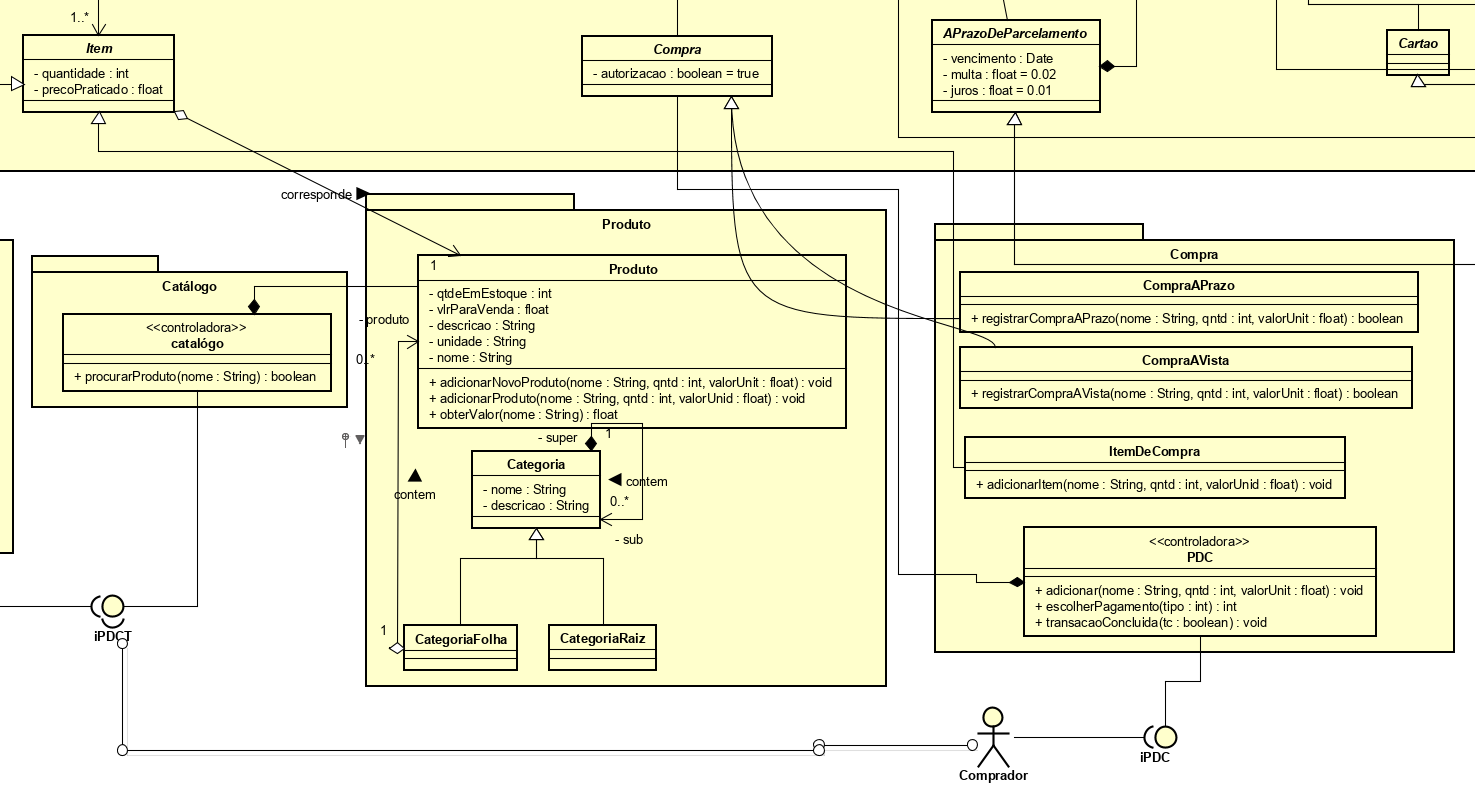 1..*
Item
- quantidade : int
- precoPraticado : float
Compra
- autorizacao : boolean = true
APrazoDeParcelamento
- vencimento : Date
- multa : float = 0.02
- juros : float = 0.01
Cartao
corresponde
Produto
1
Produto
- qtdeEmEstoque : int
- vlrParaVenda : float
- descricao : String
- unidade : String
- nome : String
+ adicionarNovoProduto(nome : String, qntd : int, valorUnit : float) : void
+ adicionarProduto(nome : String, qntd : int, valorUnid : float) : void
+ obterValor(nome : String) : float
Catálogo
<<controladora>>
catalógo
+ procurarProduto(nome : String) : boolean
- produto
0..*
- super
1
Categoria
- nome : String
- descricao : String
contem
0..*
- sub
contem
1
CategoriaFolha
CategoriaRaiz
Compra
CompraAPrazo
+ registrarCompraAPrazo(nome : String, qntd : int, valorUnit : float) : boolean
CompraAVista
+ registrarCompraAVista(nome : String, qntd : int, valorUnit : float) : boolean
ItemDeCompra
+ adicionarItem(nome : String, qntd : int, valorUnid : float) : void
<<controladora>>
PDC
+ adicionar(nome : String, qntd : int, valorUnit : float) : void
+ escolherPagamento(tipo : int) : int
+ transacaoConcluida(tc : boolean) : void
iPDCT
Comprador
iPDC